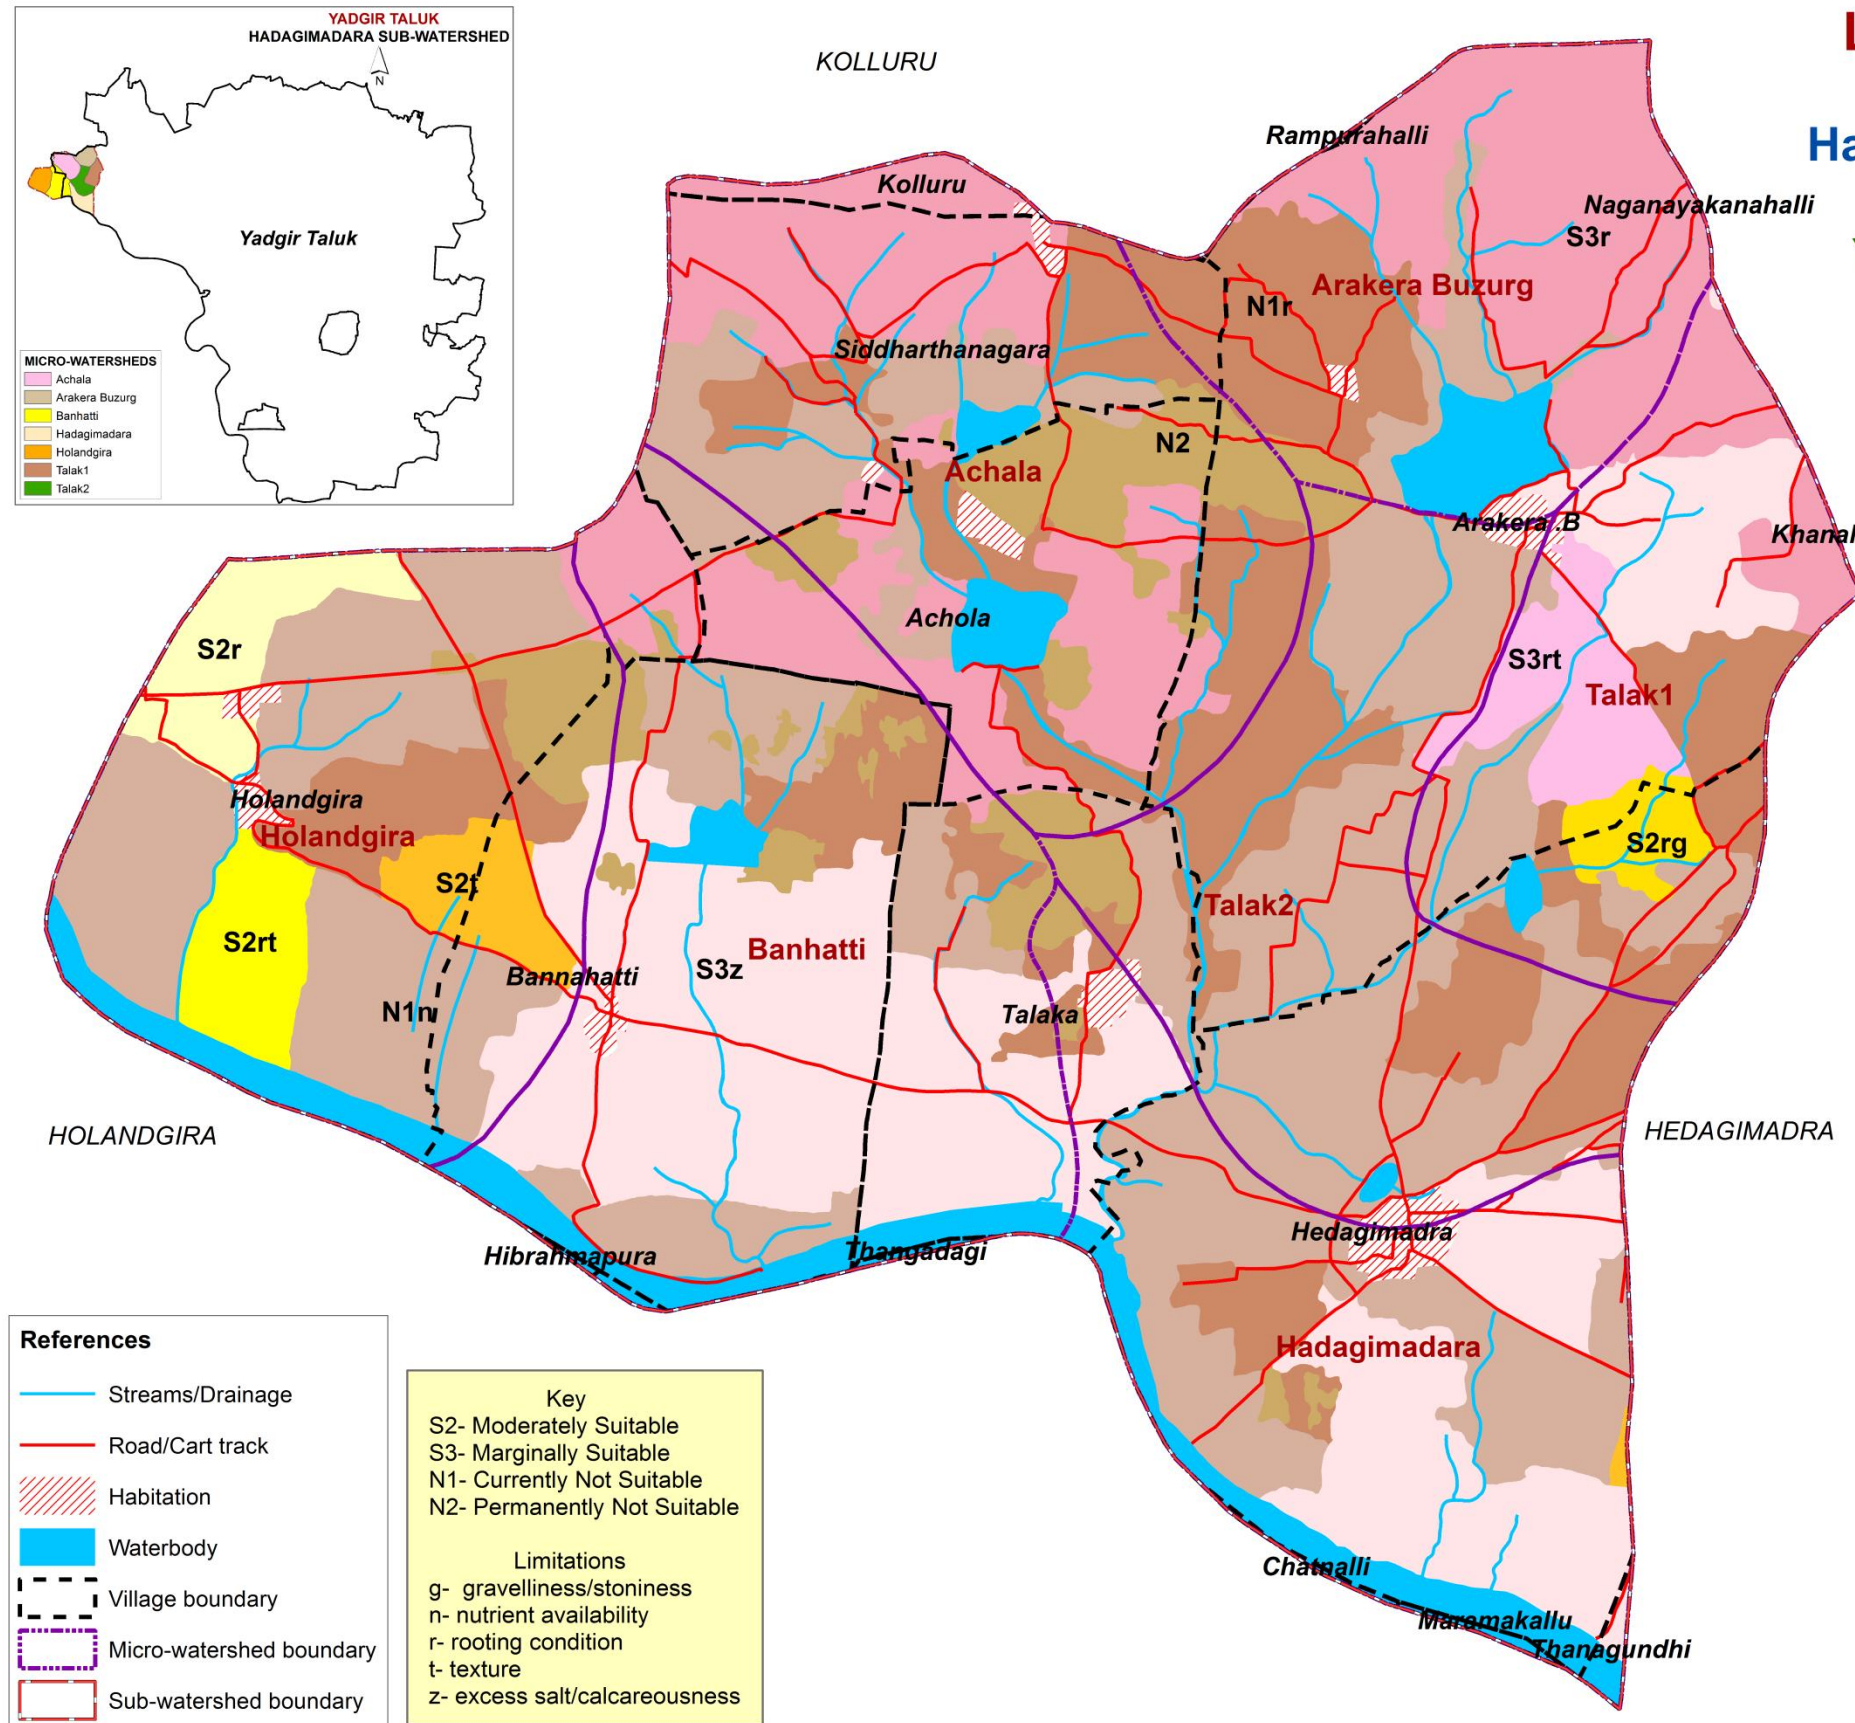 YADGIR TALUK
HADAGIMADARA SUB-WATERSHED
N
Yadgir Taluk
MICRO-WATERSHEDS
Achala
Arakera Buzurg
Banhatti
Hadagimadara
Holandgira
Talak1
Talak2
KOLLURU
L
Ha
Rampurahalli
Kolluru
Naganayakanahalli
S3r
Arakera Buzurg
N1r
Siddharthanagara
N2
Achala
Arakera .B
Khanal
Achola
S2r
S3rt
Talak1
Holandgira
Holandgira
S2rg
S2t
Talak2
S2rt
Banhatti
S3z
Bannahatti
N1n
Talaka
HOLANDGIRA
HEDAGIMADRA
Hedagimadra
Hibrahmapura
Thangadagi
Hadagimadara
Chatnalli
Maramakallu
Thanagundhi
References
Streams/Drainage
Road/Cart track
Habitation
Waterbody
Village boundary
Micro-watershed boundary
Sub-watershed boundary
Key
S2- Moderately Suitable
S3- Marginally Suitable
N1- Currently Not Suitable
N2- Permanently Not Suitable
Limitations
g- gravelliness/stoniness
n- nutrient availability
r- rooting condition
t- texture
z- excess salt/calcareousness